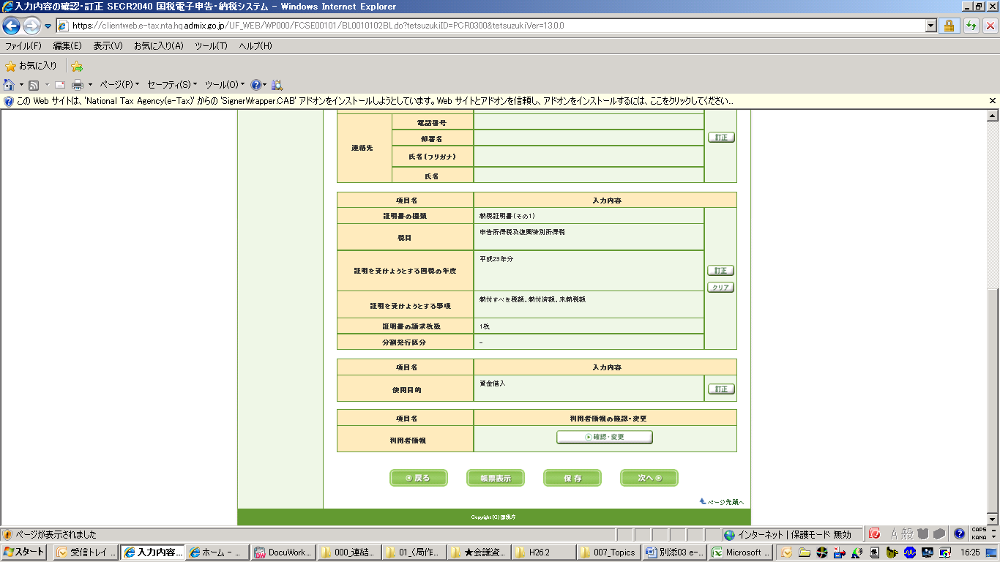 入力内容の確認・訂正 SECR2040 国税電子申告・納税システム - Windows Internet Explorer
https://clientweb.e-tax.nta.hq.admix.go.jp/UF_WEB/WP000/FCSE00101/BL0010102BL.do?tetsuzukiID=PCR0300&tetsuzukiVer=13.0.0
ファイル(F) 編集(E) 表示(V) お気に入り(A) ツール(T) ヘルプ(H)
お気に入り
ページ(P) セーフティ(S) ツール(O)
この Web サイトは、'National Tax Agency(e-Tax)' からの 'SignerWrapper.CAB' アドオンをインストールしようとしています。Web サイトとアドオンを信頼し、アドオンをインストールするには、ここをクリックしてください...
連絡先
電話番号
部署名
氏名(フリガナ)
氏名
訂正
項目名 入力内容
証明書の種類 納税証明書(その1)
税目 申告所得税及復興特別所得税
証明を受けようとする国税の年度 平成25年分
訂正
クリア
証明を受けようとする事項 納付すべき税額、納付済額、未納税額
証明書の請求枚数 1枚
分割発行区分 -
項目名 入力内容
使用目的 資金借入 訂正
項目名 利用者情報の確認・変更
利用者情報 確認・変更
戻る 帳票表示 保存 次へ
ページ先頭へ
Copyright (C) 国税庁
ページが表示されました インターネット | 保護モード: 無効 A 般 CAPS
KANA
スタート 受信トレイ ... 入力内容... ホーム - ... DocuWork... 000_連結... 01_(局作... ★会議資... H26.2 007_Topics 別添03 e-... Microsoft ... 16:25